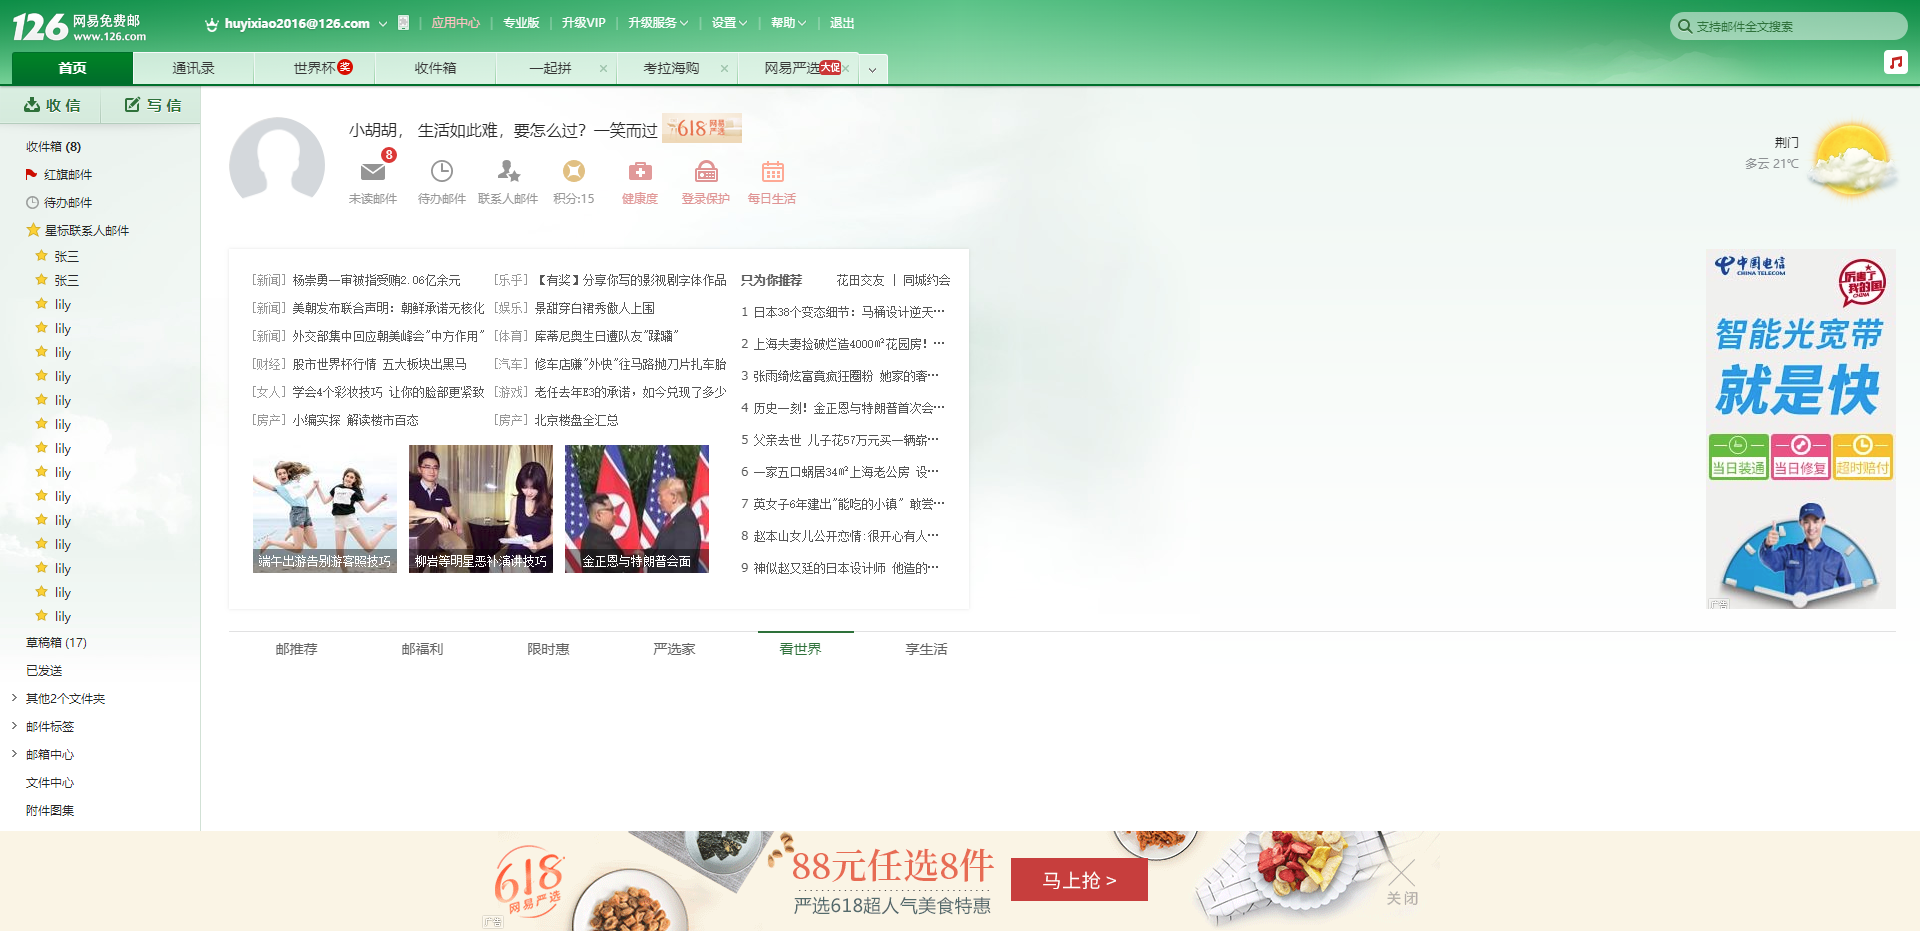 126 网易免费邮
www.126.com
huyixiao2016@126.com
应用中心 | 专业版 | 升级VIP | 升级服务 | 设置 | 帮助 | 退出
支持邮件全文搜索
首页
通讯录
世界杯 奖
收件箱
一起拼 ×
考拉海购 ×
网易严选 大促 ×
收 信
写 信
收件箱 (8)
红旗邮件
待办邮件
星标联系人邮件
张三
张三
lily
lily
lily
lily
lily
lily
lily
lily
lily
lily
lily
lily
lily
lily
草稿箱 (17)
已发送
其他2个文件夹
邮件标签
邮箱中心
文件中心
附件图集
小胡胡， 生活如此难，要怎么过？一笑而过
618 网易严选
8
未读邮件
待办邮件
联系人邮件
积分:15
健康度
登录保护
每日生活
荆门
多云 21℃
[新闻] 杨崇勇一审被指受贿2.06亿余元
[新闻] 美朝发布联合声明：朝鲜承诺无核化
[新闻] 外交部集中回应朝美峰会"中方作用"
[财经] 股市世界杯行情 五大板块出黑马
[女人] 学会4个彩妆技巧 让你的脸部更紧致
[房产] 小编实探 解读楼市百态
[乐乎] 【有奖】分享你写的影视剧字体作品
[娱乐] 景甜穿白裙秀傲人上围
[体育] 库蒂尼奥生日遭队友"蹂躏"
[汽车] 修车店赚"外快"往马路抛刀片扎车胎
[游戏] 老任去年E3的承诺，如今兑现了多少
[房产] 北京楼盘全汇总
端午出游告别游客照技巧
柳岩等明星恶补演讲技巧
金正恩与特朗普会面
只为你推荐
花田交友 | 同城约会
1 日本38个变态细节：马桶设计逆天…
2 上海夫妻捡破烂造4000㎡花园房！…
3 张雨绮炫富竟疯狂圈粉 她家的奢…
4 历史一刻！金正恩与特朗普首次会…
5 父亲去世 儿子花57万元买一辆崭…
6 一家五口蜗居34㎡上海老公房 设…
7 英女子6年建出"能吃的小镇" 敢尝…
8 赵本山女儿公开恋情:很开心有人…
9 神似赵又廷的日本设计师 他造的…
中国电信
CHINA TELECOM
厉害了我的国
CHINA
智能光宽带
就是快
当日装通
当日修复
超时赔付
广告
邮推荐
邮福利
限时惠
严选家
看世界
享生活
618
网易严选
广告
88元任选8件
严选618超人气美食特惠
马上抢 >
关闭